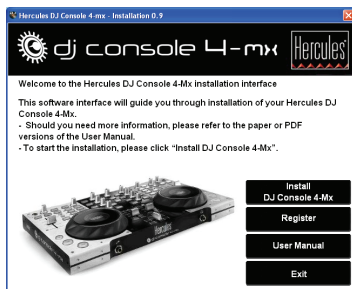 Hercules DJ Console 4-mx - Installation 0.9
dj console 4-mx
Hercules
Welcome to the Hercules DJ Console 4-Mx installation interface
This software interface will guide you through installation of your Hercules DJ
Console 4-Mx.
- Should you need more information, please refer to the paper or PDF
versions of the User Manual.
- To start the installation, please click “Install DJ Console 4-Mx”.
Install
DJ Console 4-Mx
Register
User Manual
Exit
Hercules